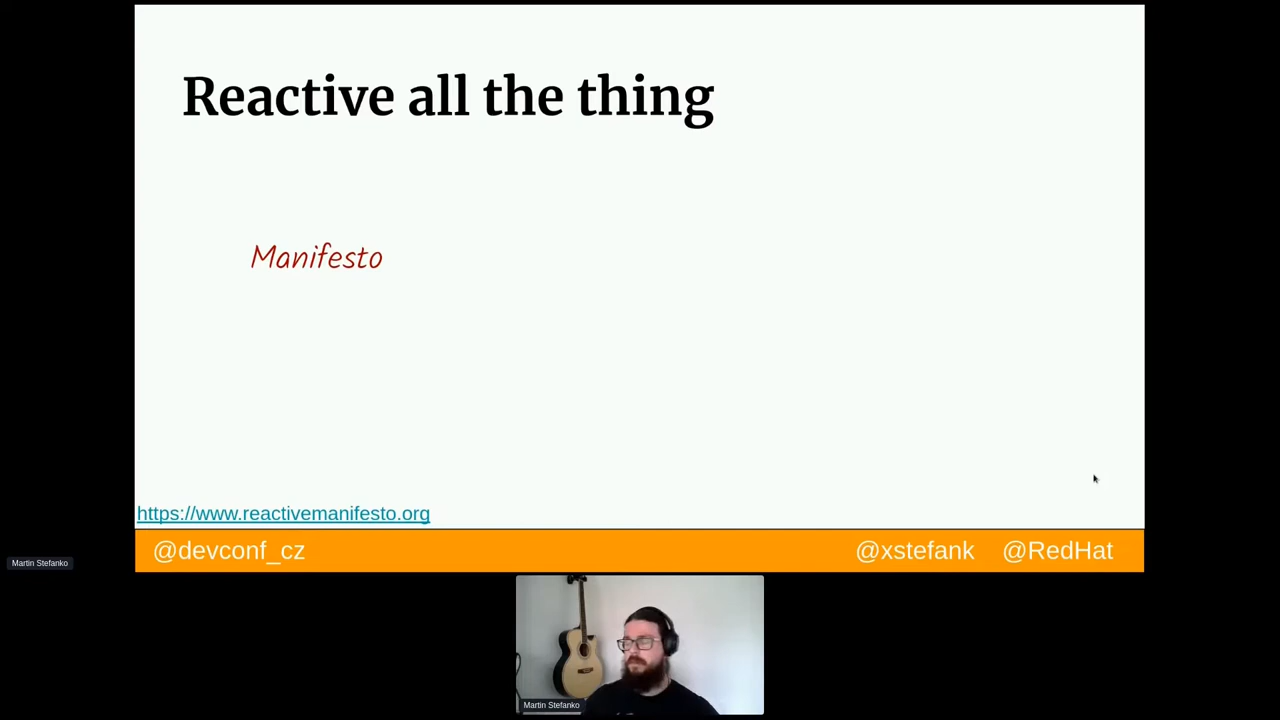 Reactive all the thing
Manifesto
https://www.reactivemanifesto.org
@devconf_cz
@xstefank @RedHat
Martin Stefanko
Martin Stefanko